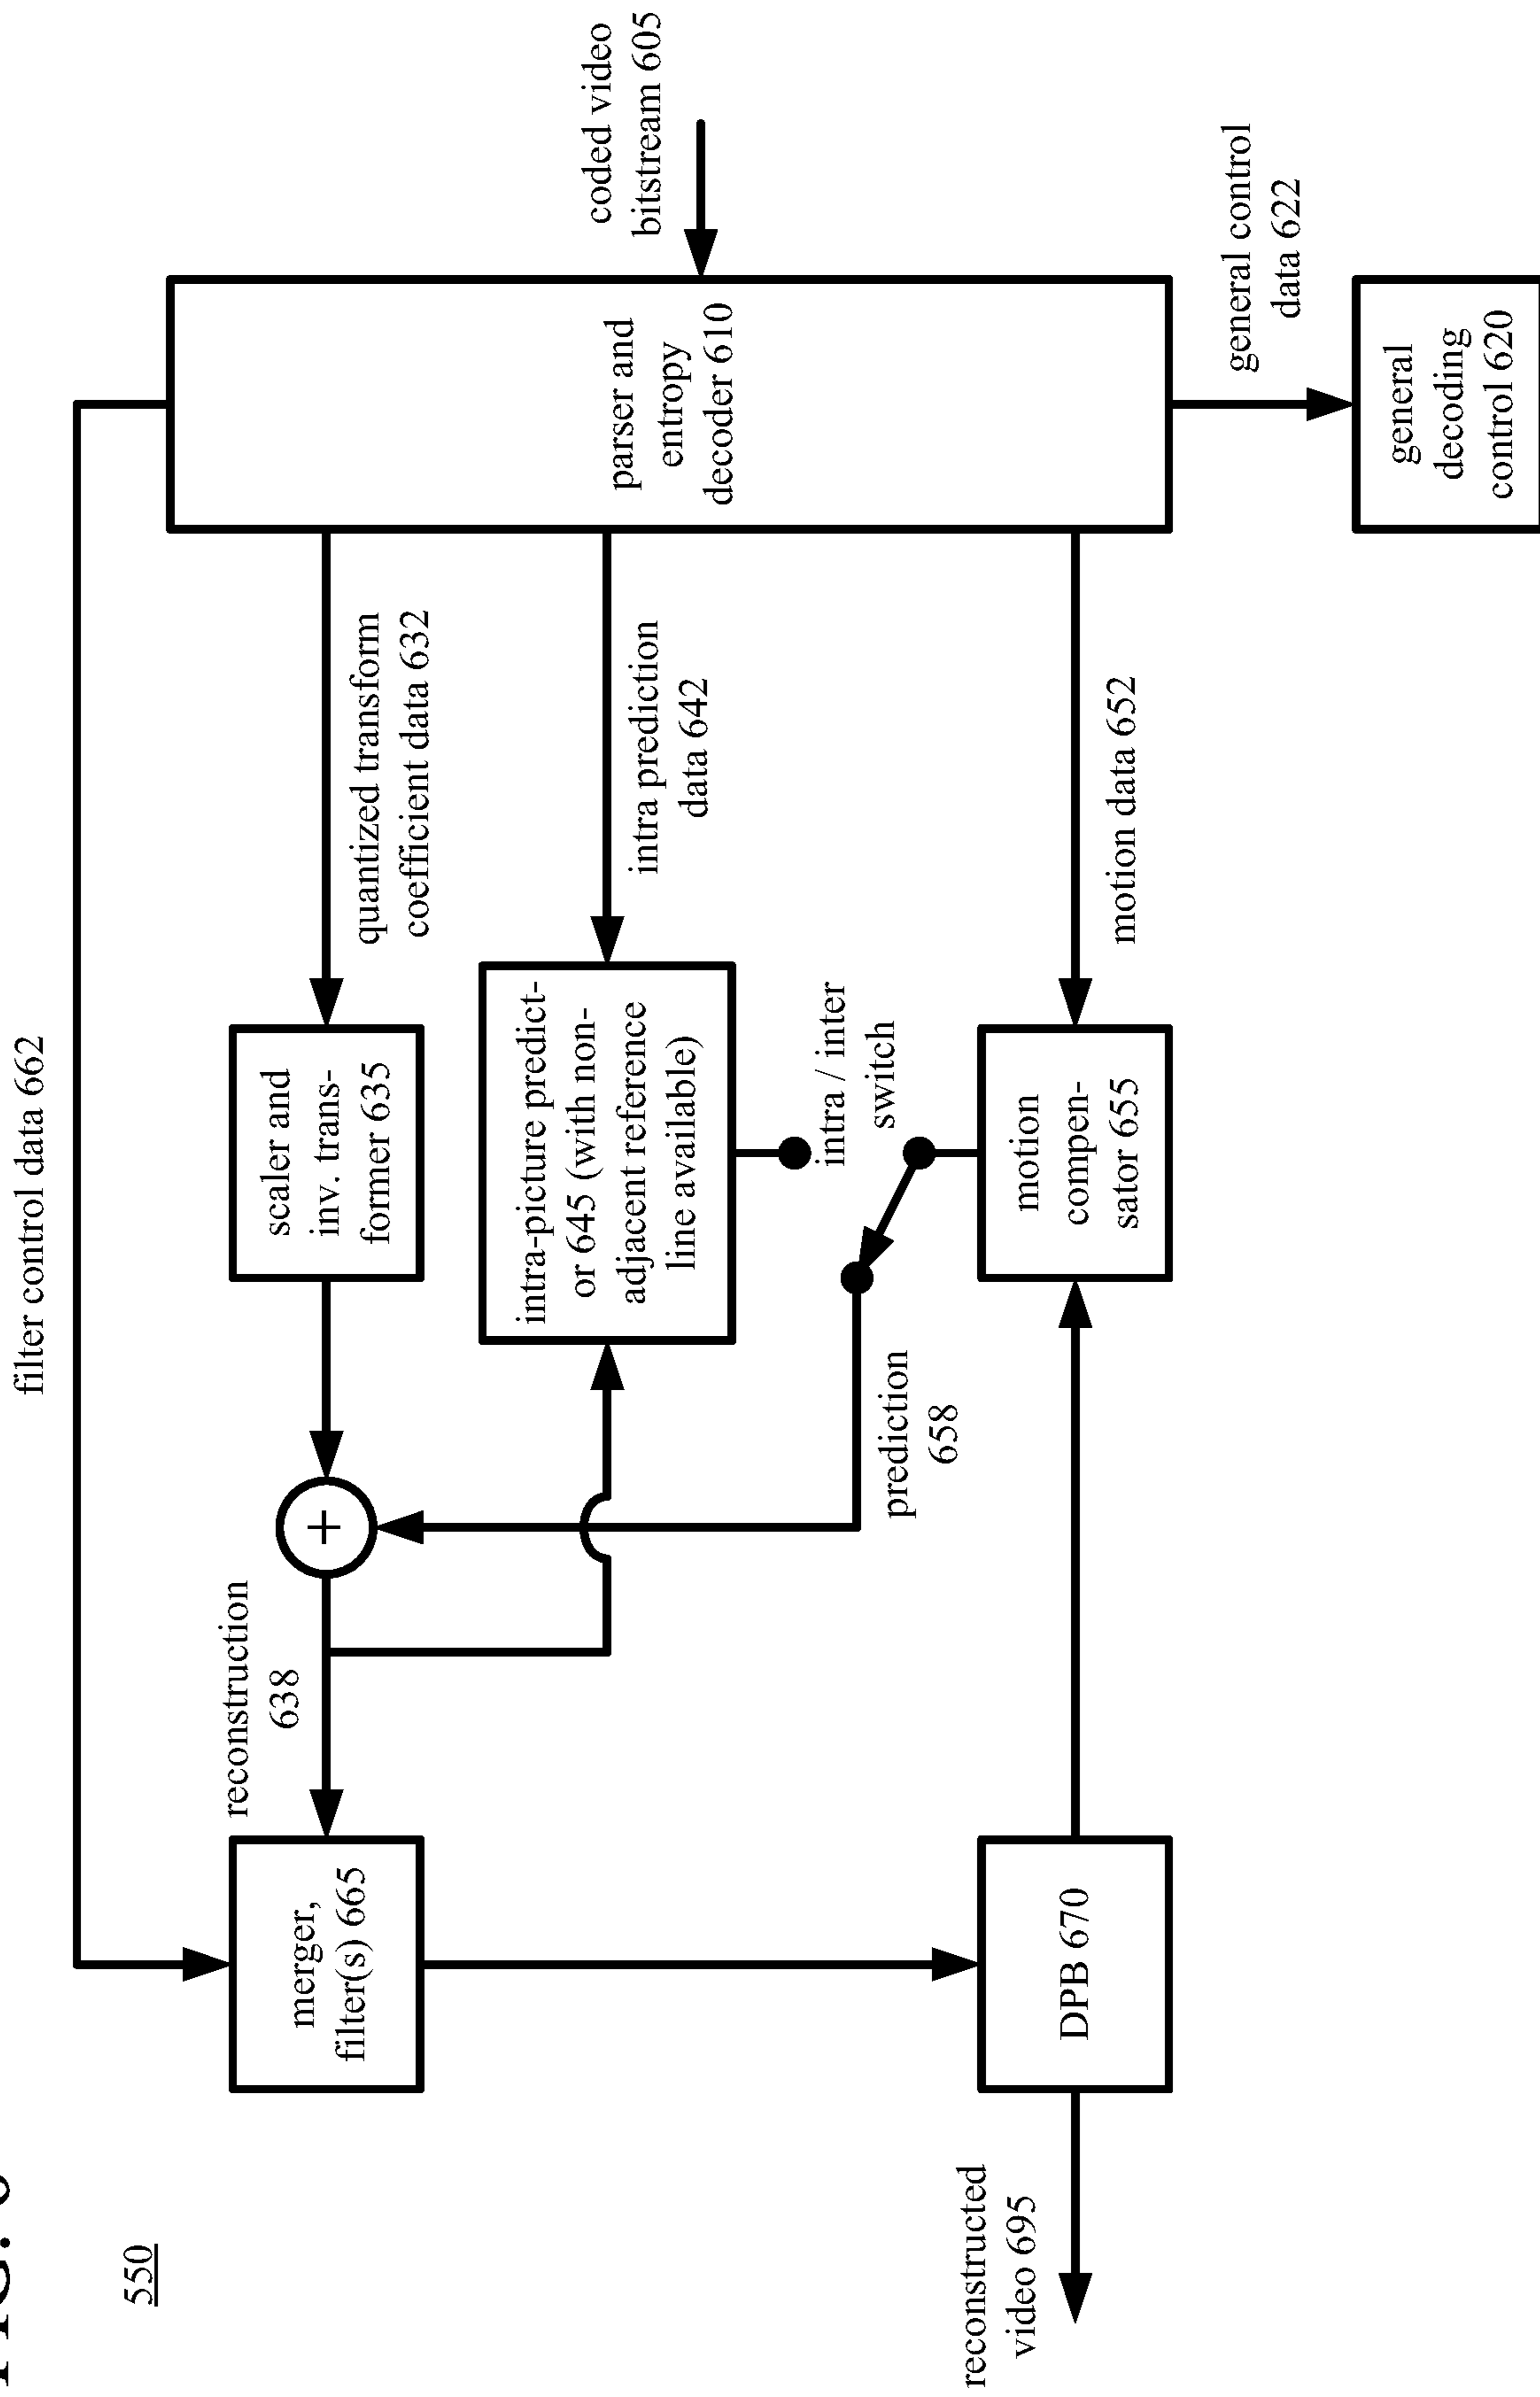 550
filter control data 662
merger,
filter(s) 665
reconstruction
638
+
scaler and
inv. trans-
former 635
quantized transform
coefficient data 632
intra-picture predict-
or 645 (with non-
adjacent reference
line available)
intra prediction
data 642
parser and
entropy
decoder 610
coded video
bitstream 605
intra / inter
switch
prediction
658
reconstructed
video 695
DPB 670
motion
compen-
sator 655
motion data 652
general control
data 622
general
decoding
control 620